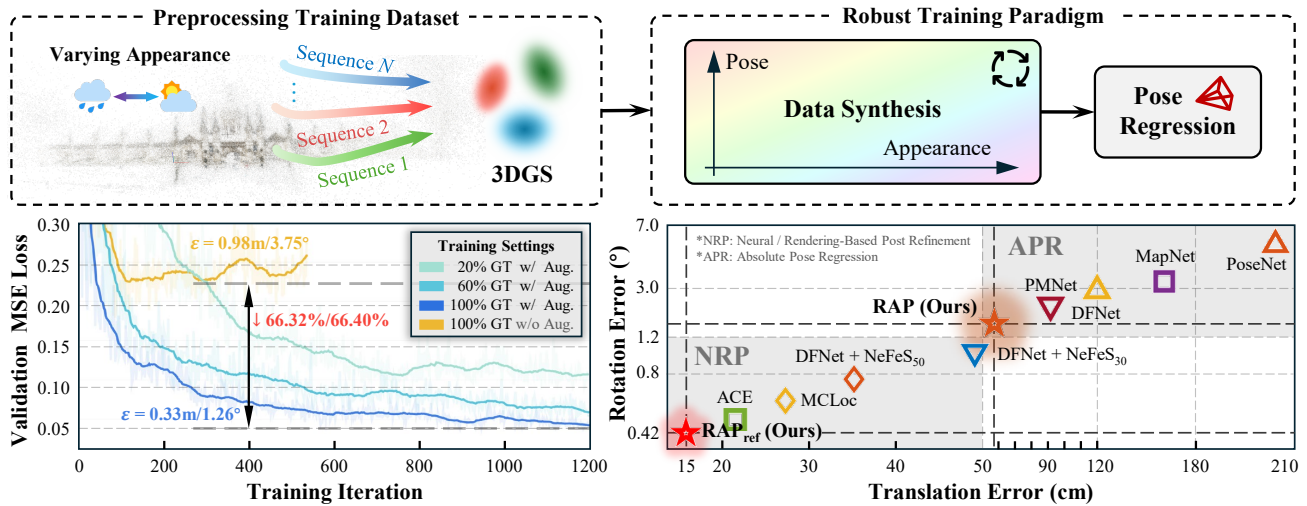 Preprocessing Training Dataset
Varying Appearance
Sequence N
Sequence 2
Sequence 1
3DGS
Robust Training Paradigm
Pose
Data Synthesis
Appearance
Pose
Regression
Validation MSE Loss
0.30
0.25
0.20
0.15
0.10
0.05
0
200
400
600
800
1000
1200
Training Iteration
ε = 0.98m/3.75°
↓ 66.32%/66.40%
ε = 0.33m/1.26°
Training Settings
20% GT w/ Aug.
60% GT w/ Aug.
100% GT w/ Aug.
100% GT w/o Aug.
Rotation Error (°)
7.0
3.0
1.2
0.8
0.42
15
20
30
40
50
90
120
180
210
Translation Error (cm)
*NRP: Neural / Rendering-Based Post Refinement
*APR: Absolute Pose Regression
APR
NRP
PoseNet
MapNet
PMNet
DFNet
RAP (Ours)
DFNet + NeFeS30
DFNet + NeFeS50
MCLoc
ACE
RAPref (Ours)